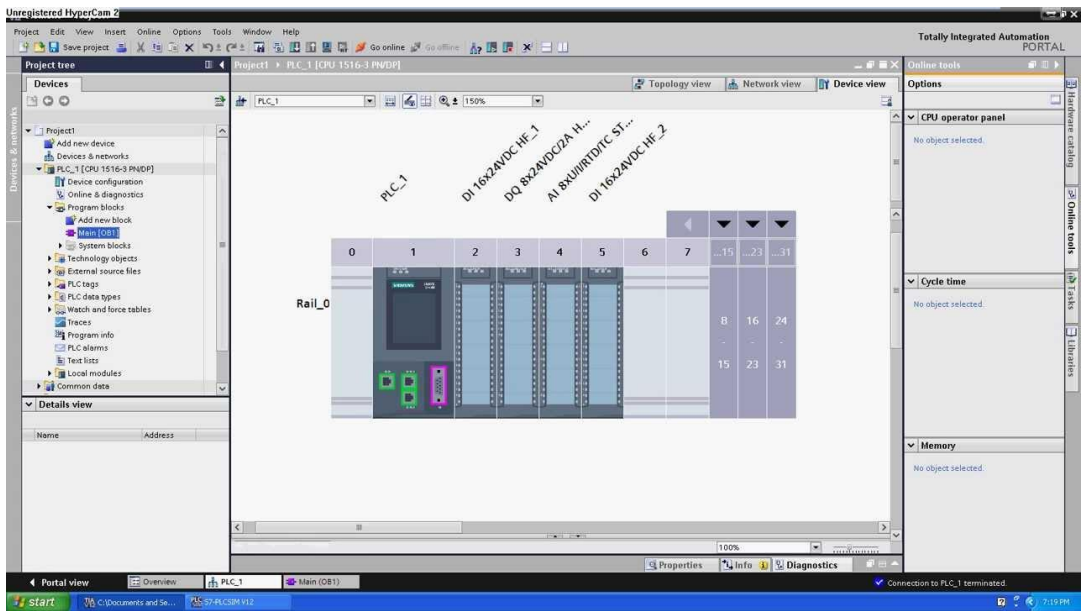 Unregistered HyperCam 2
Project Edit View Insert Online Options Tools Window Help
Save project Go online Go offline
Totally Integrated Automation
PORTAL
Project tree
Project1 PLC_1 [CPU 1516-3 PN/DP]
Online tools
Devices
Topology view Network view Device view
Options
PLC_1 150%
CPU operator panel
No object selected.
Project1
Add new device
Devices & networks
PLC_1 [CPU 1516-3 PN/DP]
Device configuration
Online & diagnostics
Program blocks
Add new block
Main [OB1]
System blocks
Technology objects
External source files
PLC tags
PLC data types
Watch and force tables
Traces
Program info
PLC alarms
Text lists
Local modules
Common data
Details view
Name Address
Devices & networks
PLC_1
DI 16x24VDC HF_1
DQ 8x24VDC/2A H...
AI 8xU/I/RTD/TC ST...
DI 16x24VDC HF_2
0 1 2 3 4 5 6 7 ...15 ...23 ...31
SIEMENS
Rail_0
8 16 24
- - -
15 23 31
Cycle time
No object selected.
Memory
No object selected.
Hardware catalog
Online tools
Tasks
Libraries
100%
Properties Info Diagnostics
Portal view Overview PLC_1 Main (OB1)
Connection to PLC_1 terminated.
start C:\Documents and Se... S7-PLCSIM V12 7:19 PM